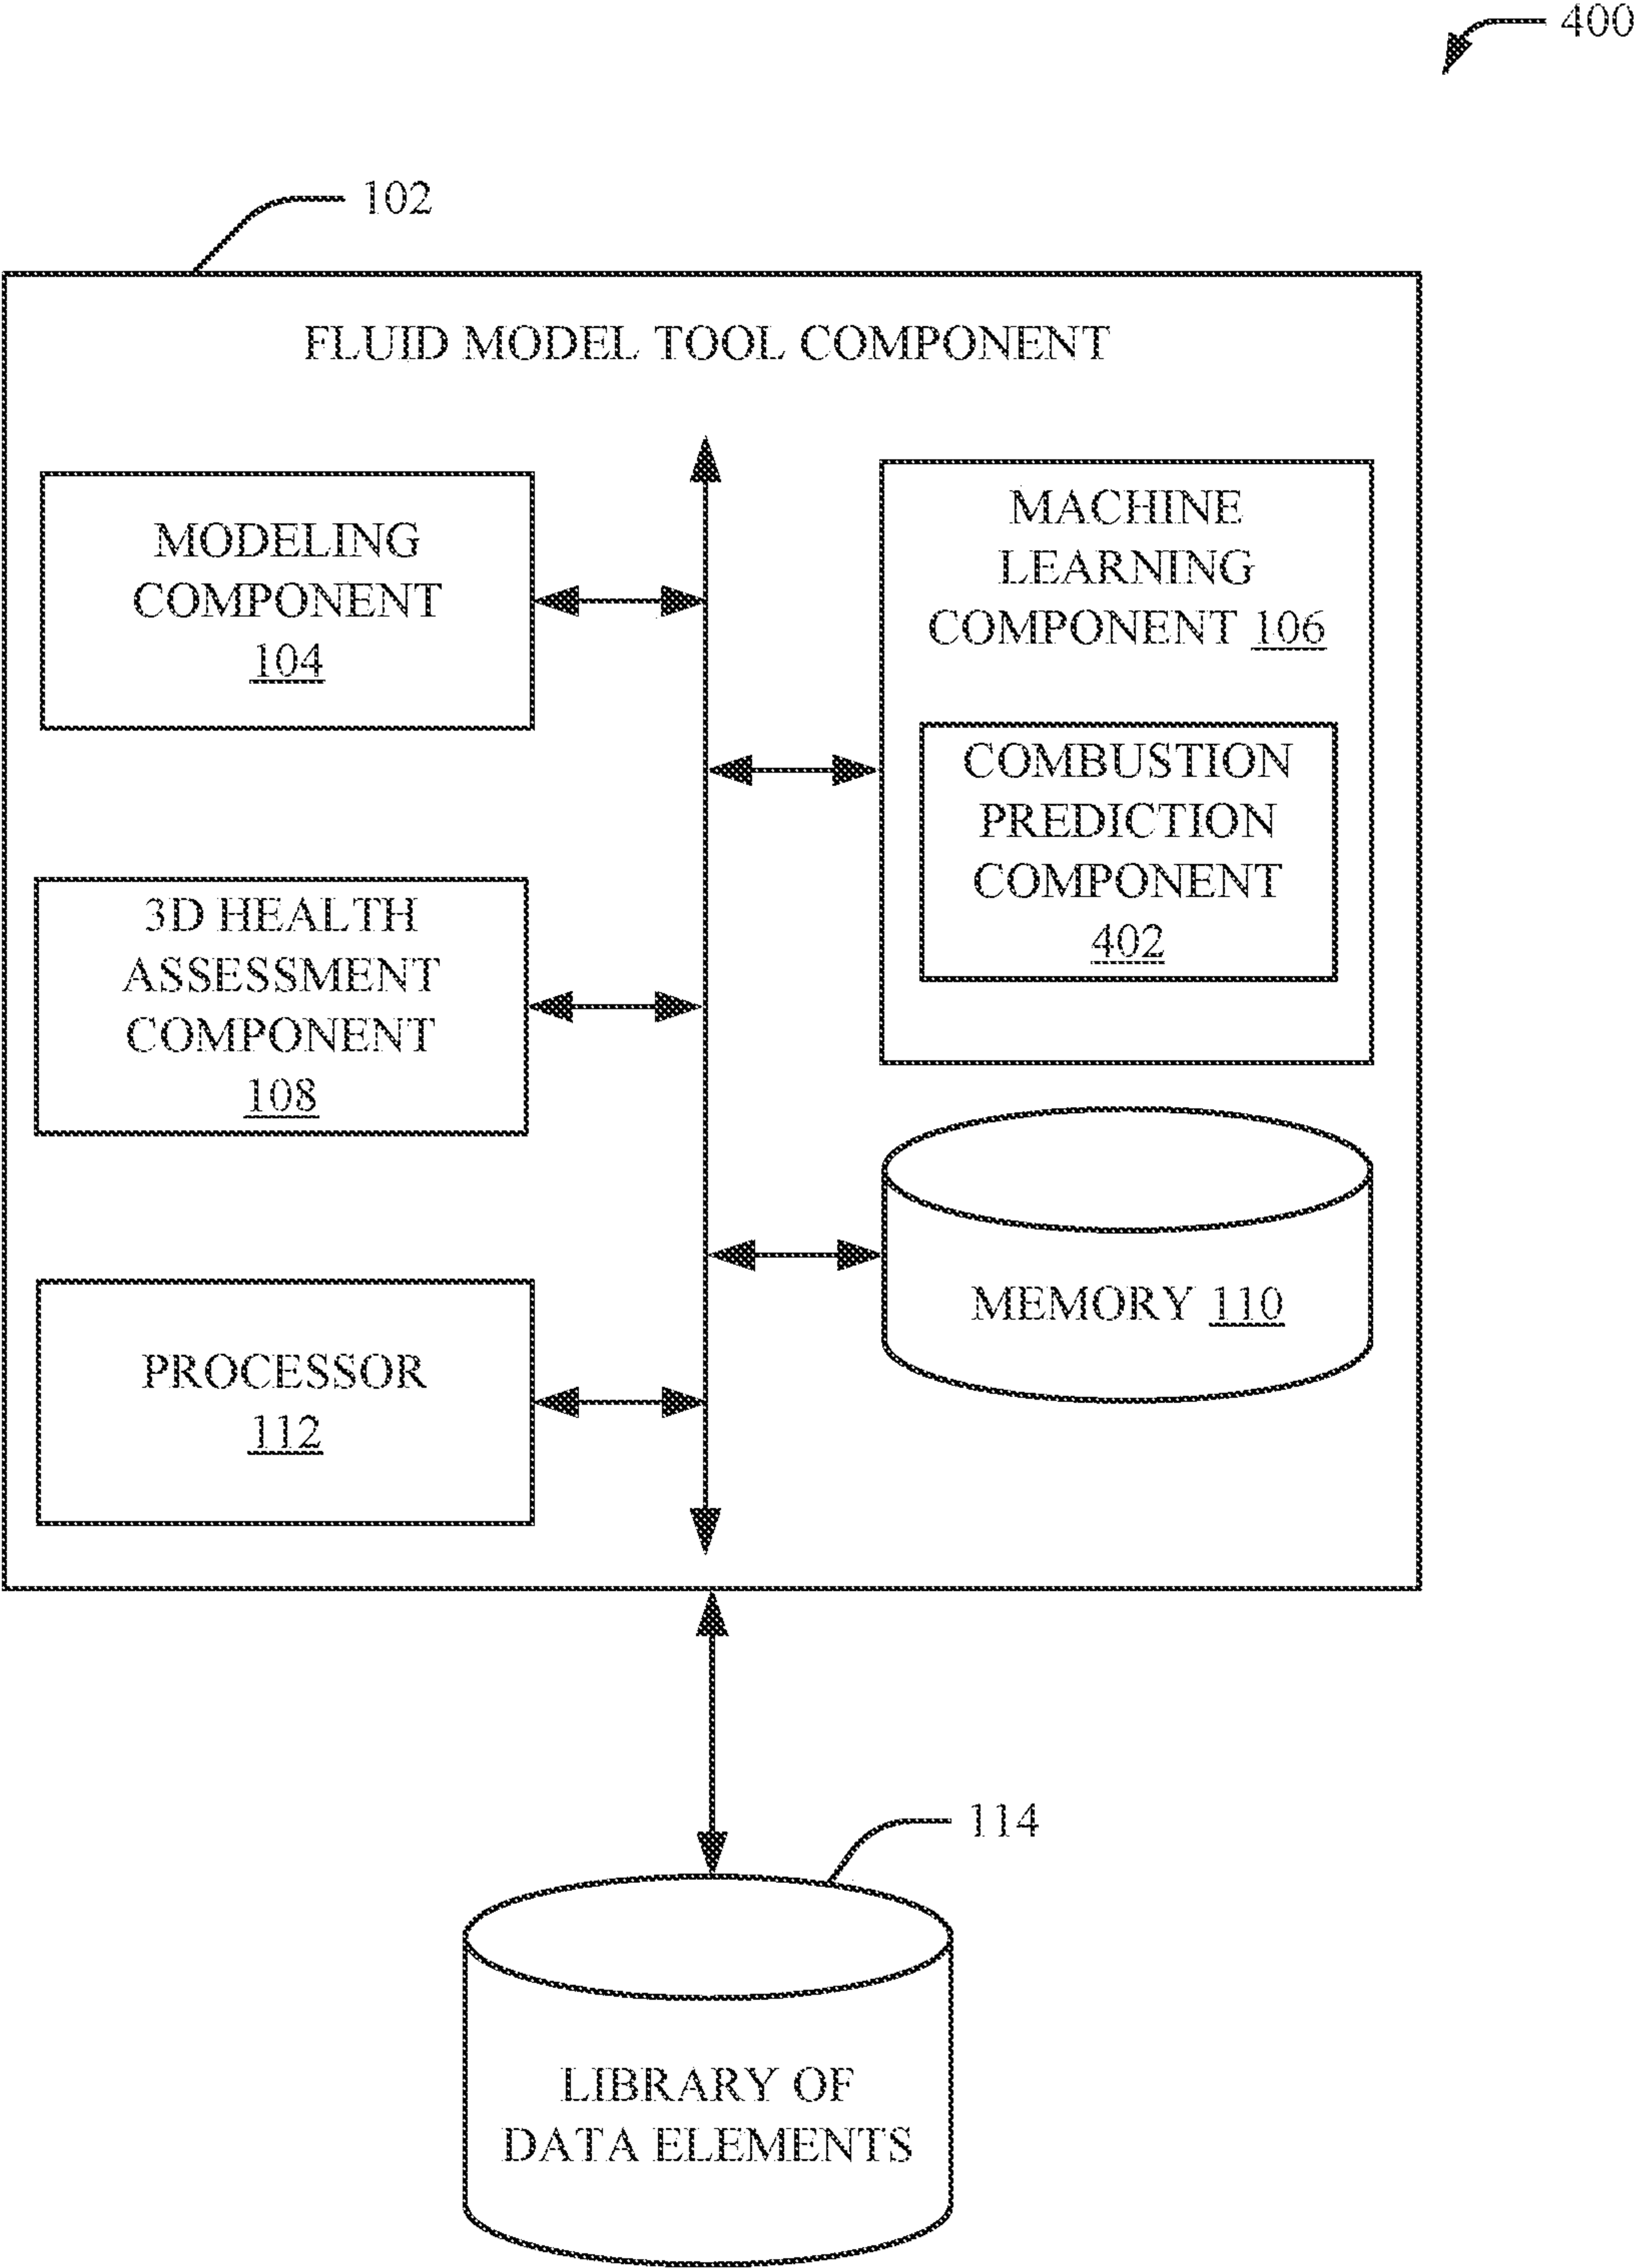 400
102
FLUID MODEL TOOL COMPONENT
MODELING
COMPONENT
104
MACHINE
LEARNING
COMPONENT 106
COMBUSTION
PREDICTION
COMPONENT
402
3D HEALTH
ASSESSMENT
COMPONENT
108
MEMORY 110
PROCESSOR
112
114
LIBRARY OF
DATA ELEMENTS